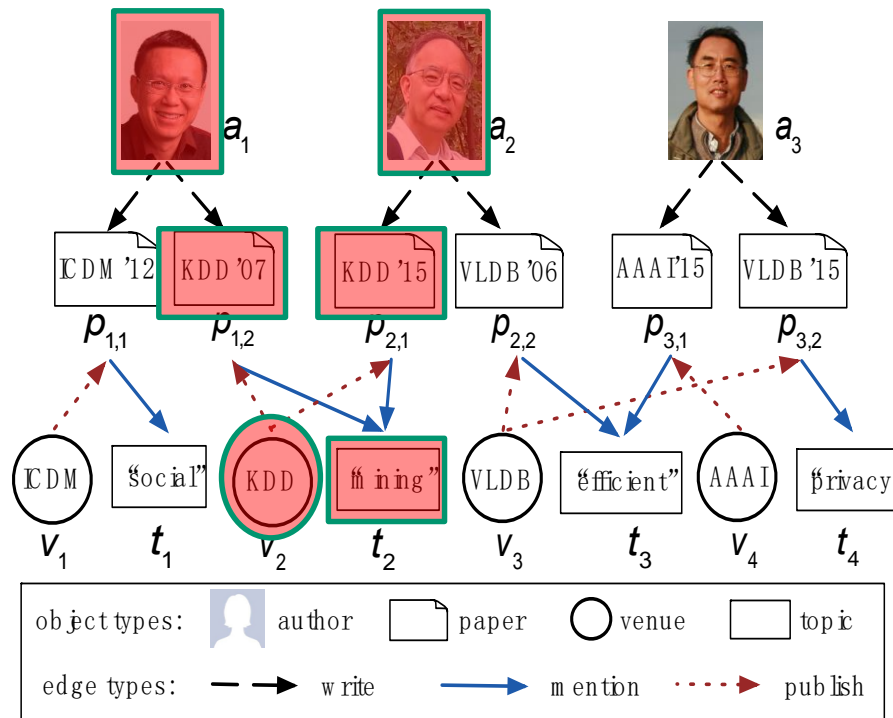 a1 a2 a3
ICDM '12 KDD '07 KDD '15 VLDB '06 AAAI'15 VLDB '15
p1,1 p1,2 p2,1 p2,2 p3,1 p3,2
ICDM "social" KDD "mining" VLDB "efficient" AAAI "privacy
v1 t1 v2 t2 v3 t3 v4 t4
object types: author paper venue topic
edge types: write mention publish